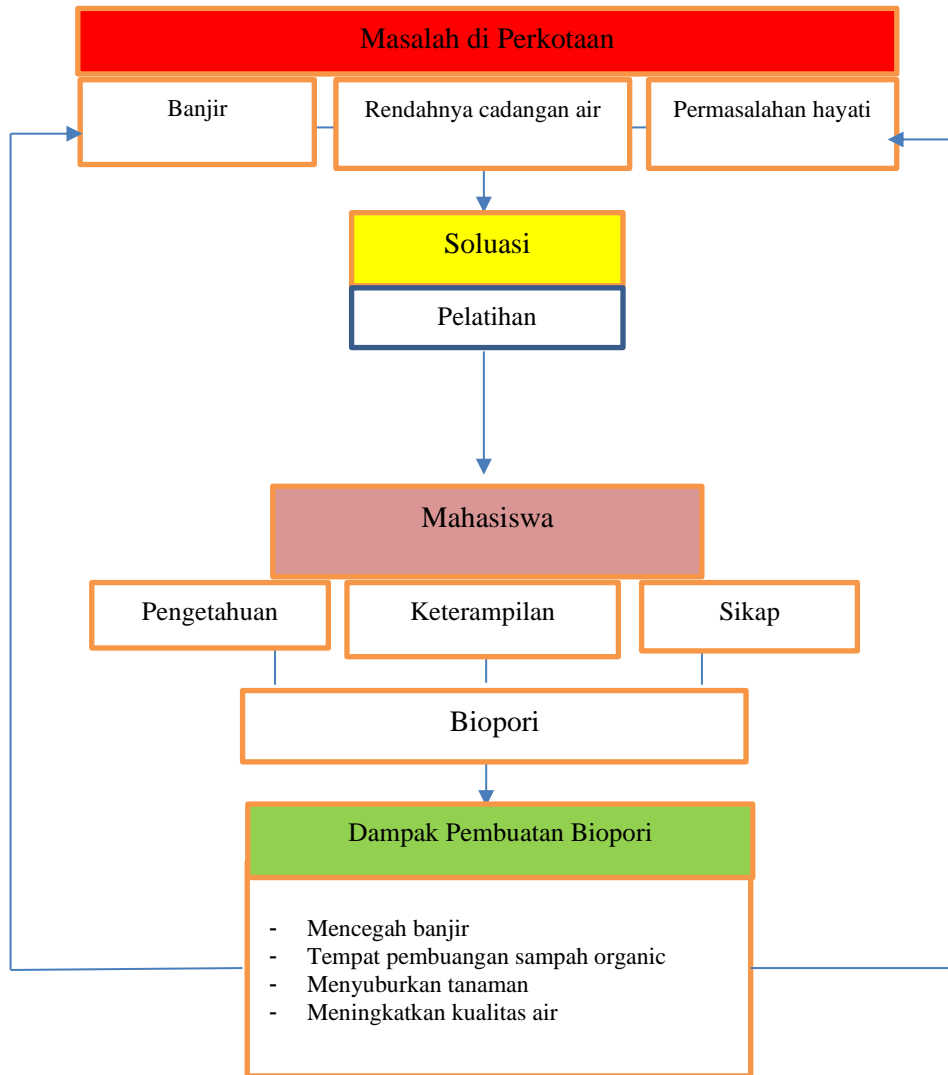 Masalah di Perkotaan
Banjir
Rendahnya cadangan air
Permasalahan hayati
Soluasi
Pelatihan
Mahasiswa
Pengetahuan
Keterampilan
Sikap
Biopori
Dampak Pembuatan Biopori
- Mencegah banjir
- Tempat pembuangan sampah organic
- Menyuburkan tanaman
- Meningkatkan kualitas air